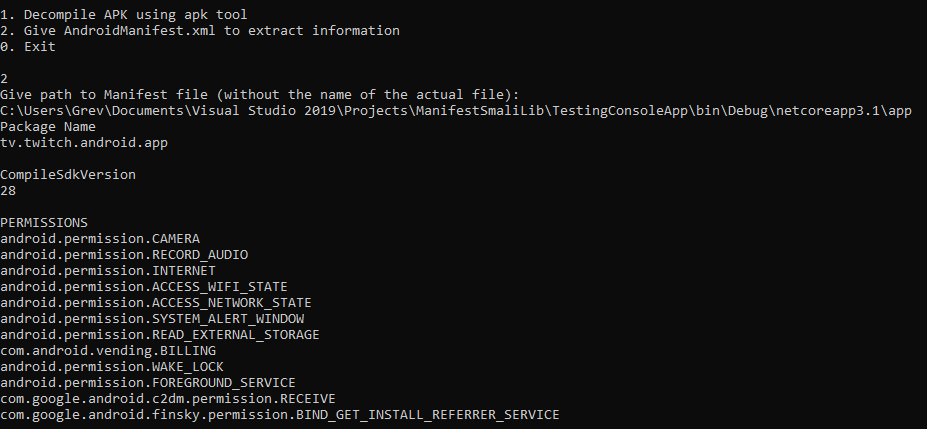 1. Decompile APK using apk tool
2. Give AndroidManifest.xml to extract information
0. Exit
2
Give path to Manifest file (without the name of the actual file):
C:\Users\Grev\Documents\Visual Studio 2019\Projects\ManifestSmaliLib\TestingConsoleApp\bin\Debug\netcoreapp3.1\app
Package Name
tv.twitch.android.app
CompileSdkVersion
28
PERMISSIONS
android.permission.CAMERA
android.permission.RECORD_AUDIO
android.permission.INTERNET
android.permission.ACCESS_WIFI_STATE
android.permission.ACCESS_NETWORK_STATE
android.permission.SYSTEM_ALERT_WINDOW
android.permission.READ_EXTERNAL_STORAGE
com.android.vending.BILLING
android.permission.WAKE_LOCK
android.permission.FOREGROUND_SERVICE
com.google.android.c2dm.permission.RECEIVE
com.google.android.finsky.permission.BIND_GET_INSTALL_REFERRER_SERVICE